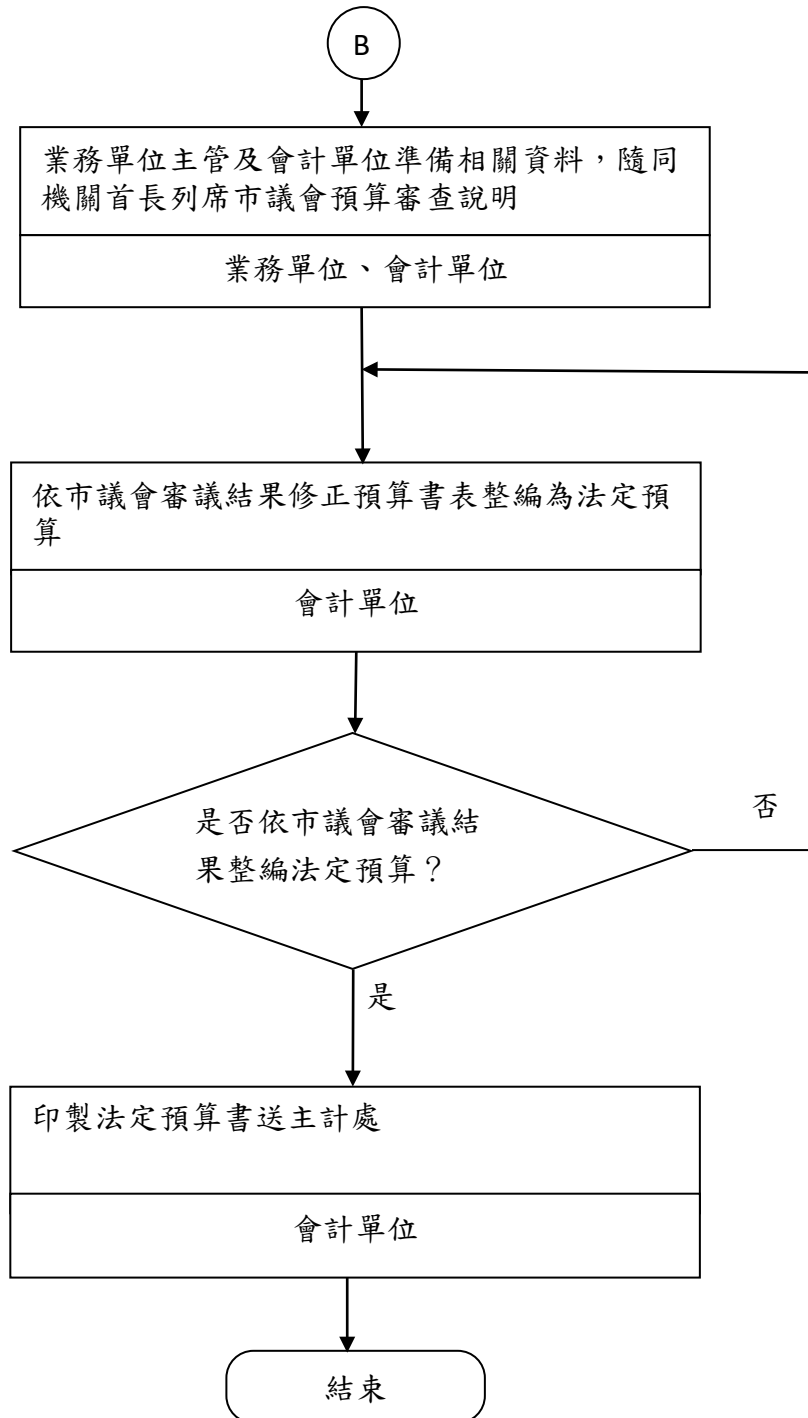 B
業務單位主管及會計單位準備相關資料，隨同
機關首長列席市議會預算審查說明
業務單位、會計單位
依市議會審議結果修正預算書表整編為法定預
算
會計單位
是否依市議會審議結
果整編法定預算？
否
是
印製法定預算書送主計處
會計單位
結束